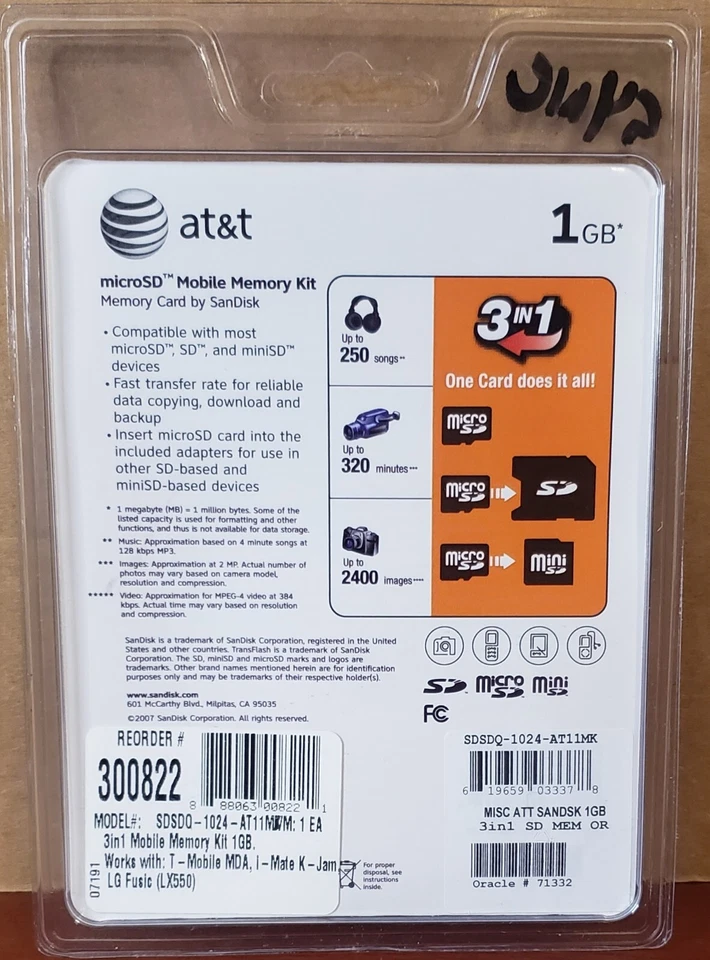 at&t
1GB*
microSD™ Mobile Memory Kit
Memory Card by SanDisk
• Compatible with most
microSD™, SD™, and miniSD™
devices
• Fast transfer rate for reliable
data copying, download and
backup
• Insert microSD card into the
included adapters for use in
other SD-based and
miniSD-based devices
* 1 megabyte (MB) = 1 million bytes. Some of the
listed capacity is used for formatting and other
functions, and thus is not available for data storage.
** Music: Approximation based on 4 minute songs at
128 kbps MP3.
*** Images: Approximation at 2 MP. Actual number of
photos may vary based on camera model,
resolution and compression.
***** Video: Approximation for MPEG-4 video at 384
kbps. Actual time may vary based on resolution
and compression.
Up to
250 songs**
Up to
320 minutes***
Up to
2400 images****
3 IN 1
One Card does it all!
micro SD
micro SD SD
micro SD mini SD
SanDisk is a trademark of SanDisk Corporation, registered in the United
States and other countries. TransFlash is a trademark of SanDisk
Corporation. The SD, miniSD and microSD marks and logos are
trademarks. Other brand names mentioned herein are for identification
purposes only and may be trademarks of their respective holder(s).
www.sandisk.com
601 McCarthy Blvd., Milpitas, CA 95035
©2007 SanDisk Corporation. All rights reserved.
SD micro SD mini SD
FC
REORDER #
300822
8 88063 00822 1
MODEL#: SDSDQ-1024-AT11MK
UM: 1 EA
3in1 Mobile Memory Kit 1GB.
Works with: T-Mobile MDA, i-Mate K-Jam
LG Fusic (LX550)
07191
For proper
disposal, see
instructions
inside.
SDSDQ-1024-AT11MK
6 19659 03337 8
MISC ATT SANDSK 1GB
3in1 SD MEM OR
Oracle # 71332